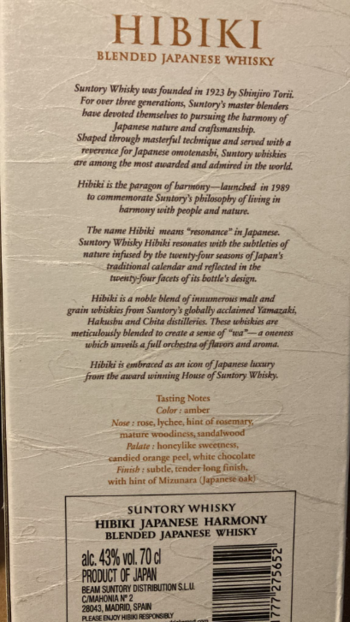 HIBIKI
BLENDED JAPANESE WHISKY
Suntory Whisky was founded in 1923 by Shinjiro Torii.
For over three generations, Suntory's master blenders
have devoted themselves to pursuing the harmony of
Japanese nature and craftsmanship.
Shaped through masterful technique and served with a
reverence for Japanese omotenashi, Suntory whiskies
are among the most awarded and admired in the world.
Hibiki is the paragon of harmony—launched in 1989
to commemorate Suntory's philosophy of living in
harmony with people and nature.
The name Hibiki means "resonance" in Japanese.
Suntory Whisky Hibiki resonates with the subtleties of
nature infused by the twenty-four seasons of Japan's
traditional calendar and reflected in the
twenty-four facets of its bottle's design.
Hibiki is a noble blend of innumerous malt and
grain whiskies from Suntory's globally acclaimed Yamazaki,
Hakushu and Chita distilleries. These whiskies are
meticulously blended to create a sense of "wa"— a oneness
which unveils a full orchestra of flavors and aroma.
Hibiki is embraced as an icon of Japanese luxury
from the award winning House of Suntory Whisky.
Tasting Notes
Color : amber
Nose : rose, lychee, hint of rosemary,
mature woodiness, sandalwood
Palate : honeylike sweetness,
candied orange peel, white chocolate
Finish : subtle, tender long finish,
with hint of Mizunara (Japanese oak)
SUNTORY WHISKY
HIBIKI JAPANESE HARMONY
BLENDED JAPANESE WHISKY
alc. 43% vol. 70 cl
PRODUCT OF JAPAN
BEAM SUNTORY DISTRIBUTION S.L.U.
C/MAHONIA Nº 2
28043, MADRID, SPAIN
PLEASE ENJOY HIBIKI RESPONSIBLY
777275652